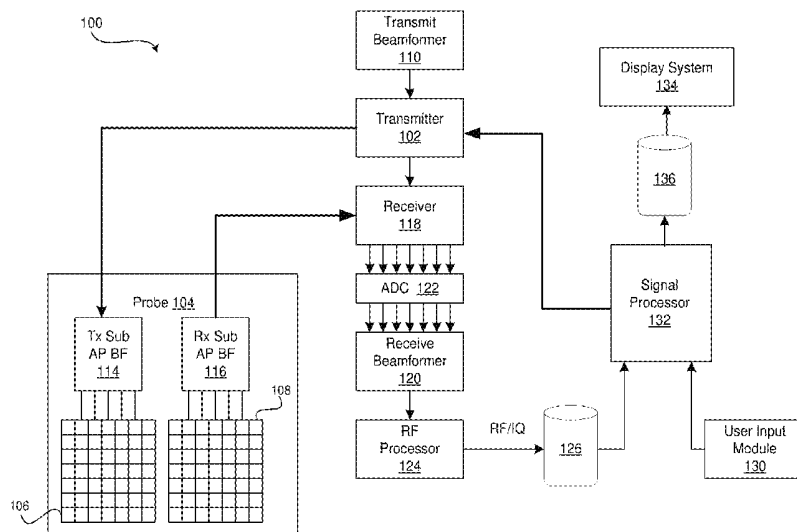 100
Transmit
Beamformer
110
Display System
134
Transmitter
102
136
Receiver
118
Signal
Processor
132
Probe 104
ADC 122
Tx Sub
AP BF
114
Rx Sub
AP BF
116
Receive
Beamformer
120
108
RF
Processor
124
RF/IQ
126
User Input
Module
130
106